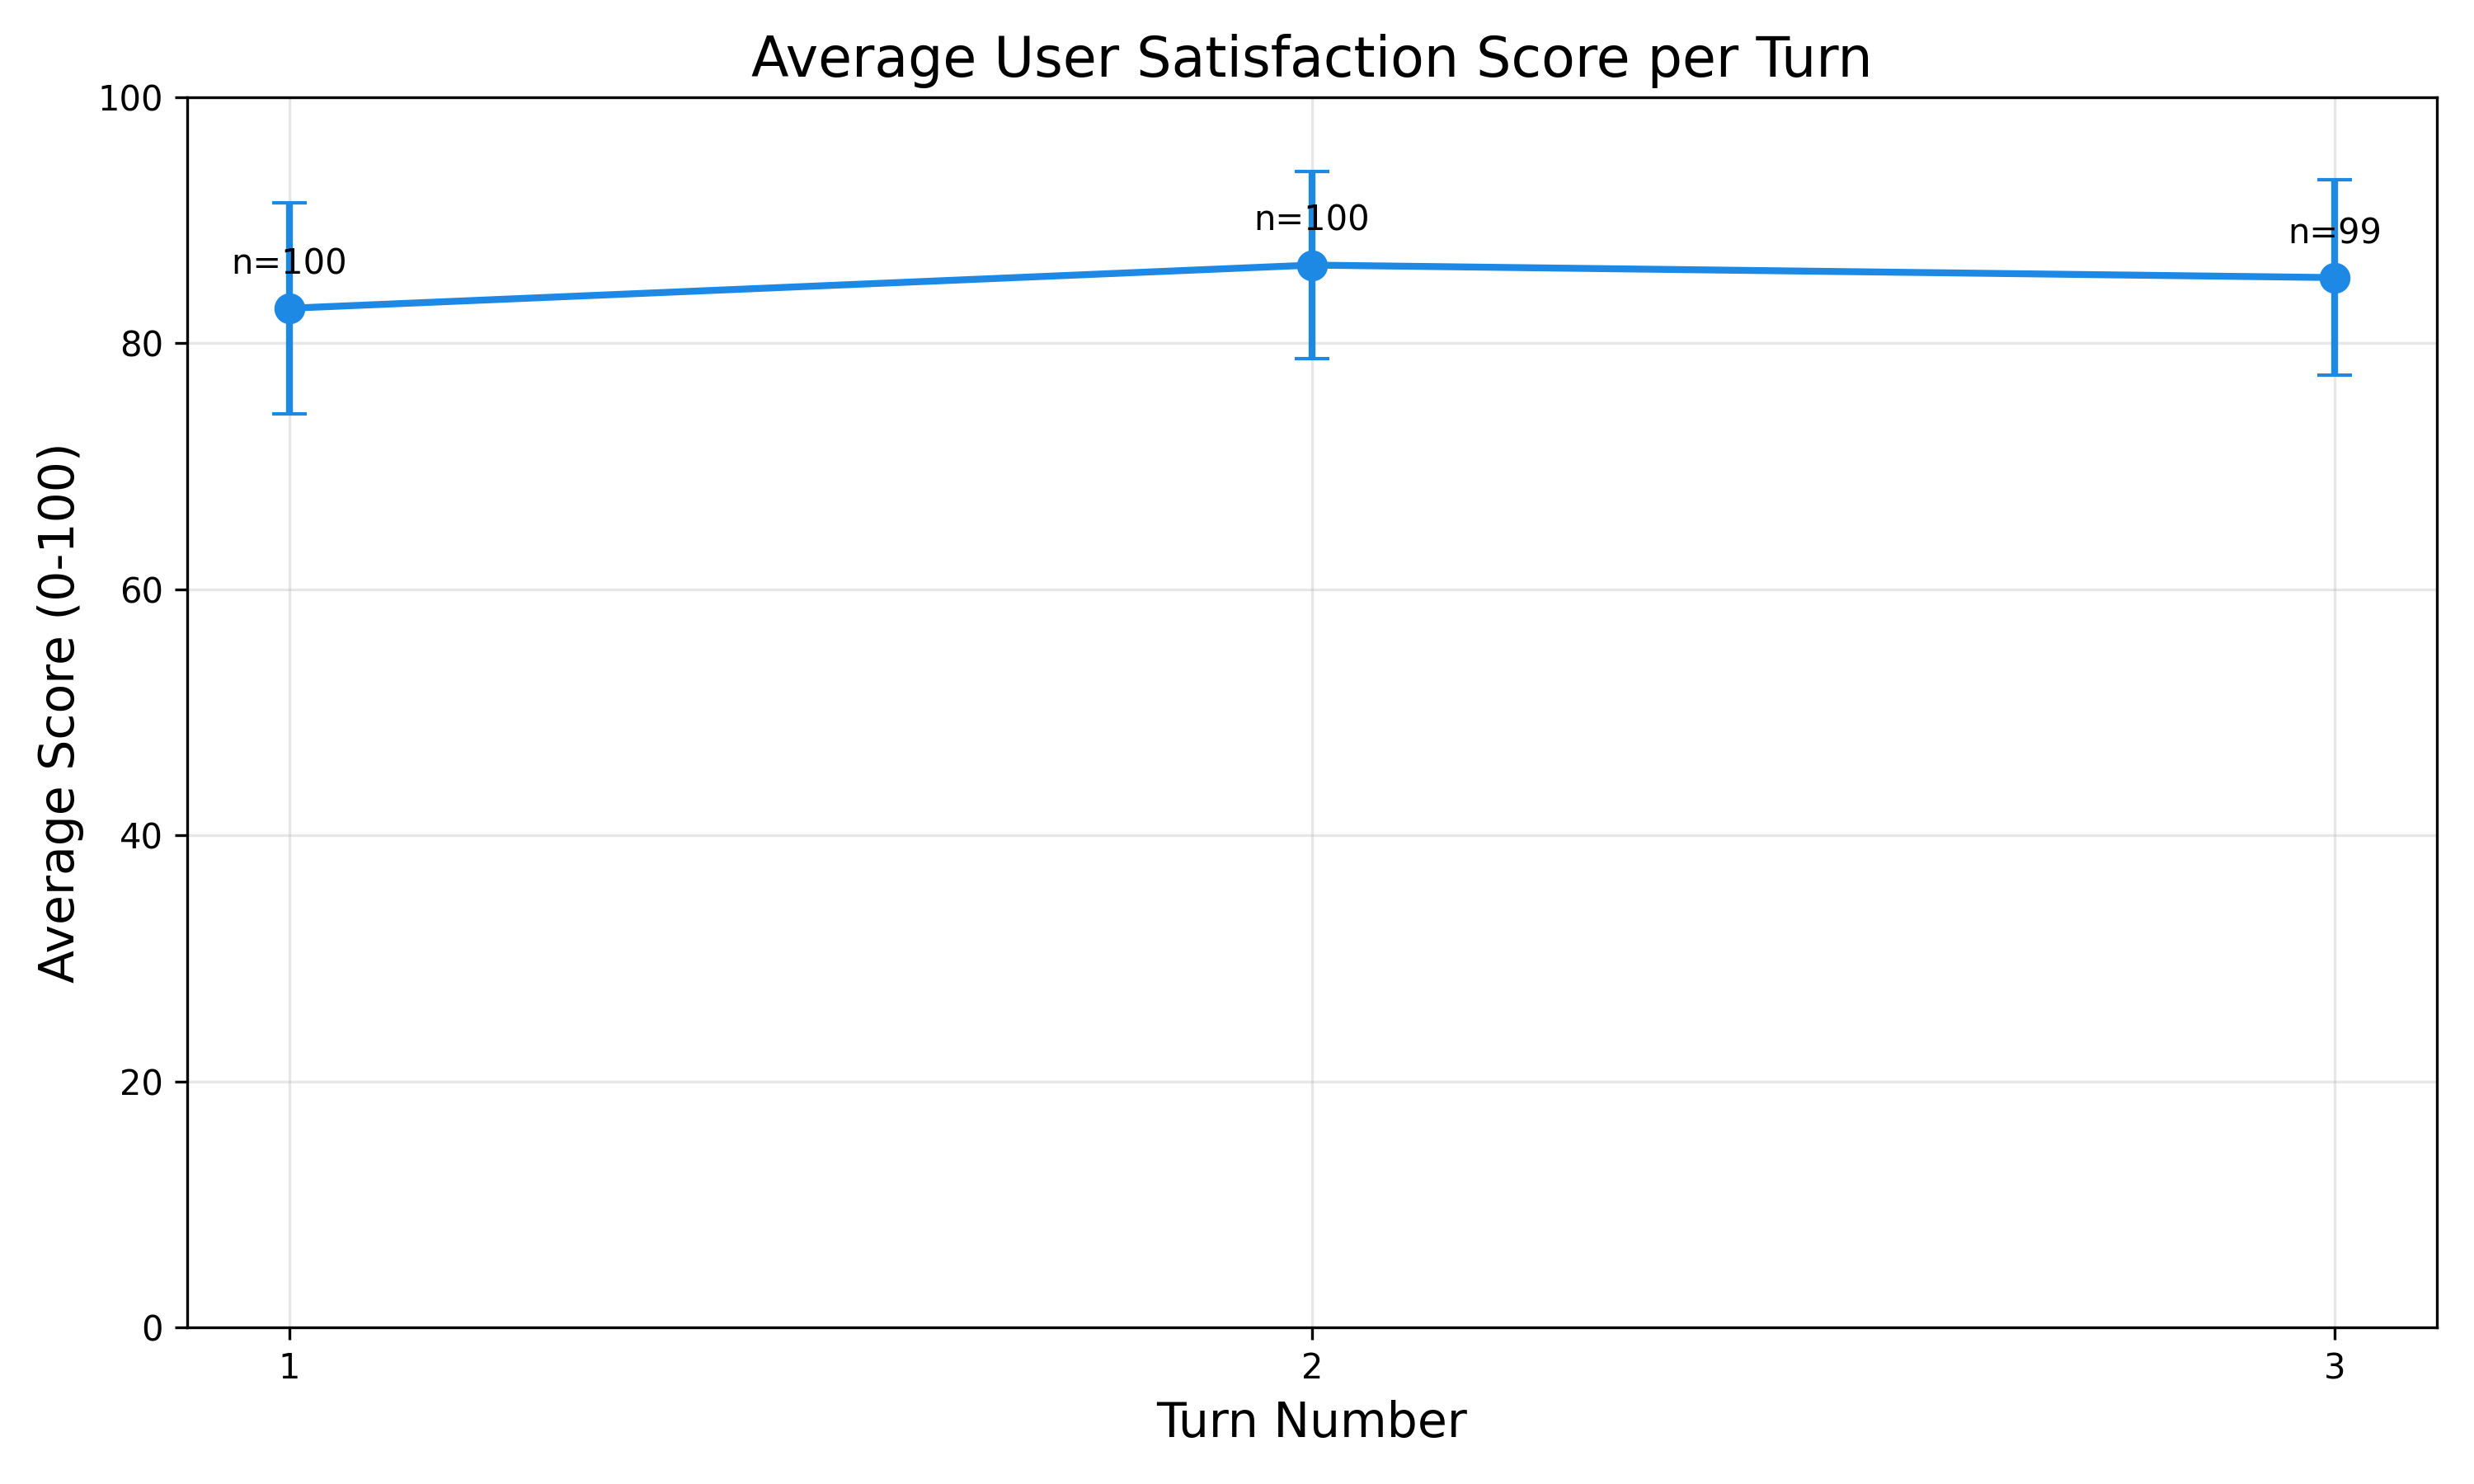 Average User Satisfaction Score per Turn
100
80
60
40
20
0
Average Score (0-100)
n=100
n=100
n=99
1
2
3
Turn Number